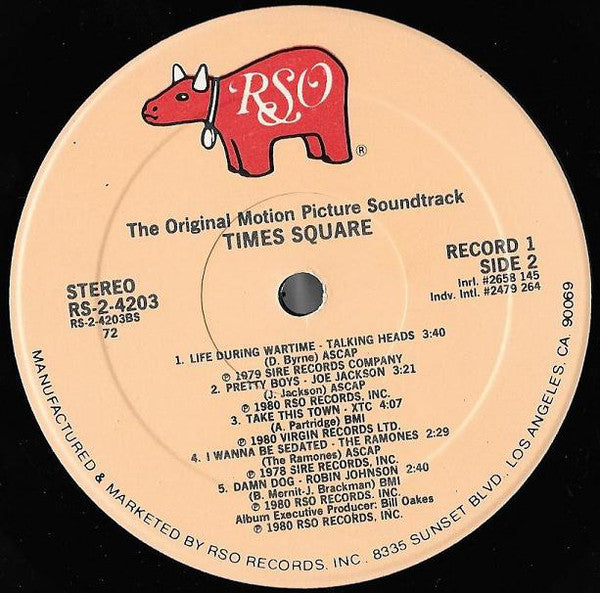 RSO
®
The Original Motion Picture Soundtrack
TIMES SQUARE
STEREO
RS-2-4203
RS-2-4203BS
72
RECORD 1
SIDE 2
Inrl. #2658 145
Indv. Intl. #2479 264
1. LIFE DURING WARTIME - TALKING HEADS 3:40
(D. Byrne) ASCAP
℗ 1979 SIRE RECORDS COMPANY
2. PRETTY BOYS - JOE JACKSON 3:21
(J. Jackson) ASCAP
℗ 1980 RSO RECORDS, INC.
3. TAKE THIS TOWN - XTC 4:07
(A. Partridge) BMI
℗ 1980 VIRGIN RECORDS LTD.
4. I WANNA BE SEDATED - THE RAMONES 2:29
(The Ramones) ASCAP
℗ 1978 SIRE RECORDS, INC.
5. DAMN DOG - ROBIN JOHNSON 2:40
(B. Mernit-J. Brackman) BMI
℗ 1980 RSO RECORDS, INC.
Album Executive Producer: Bill Oakes
℗ 1980 RSO RECORDS, INC.
MANUFACTURED & MARKETED BY RSO RECORDS, INC. 8335 SUNSET BLVD. LOS ANGELES, CA. 90069